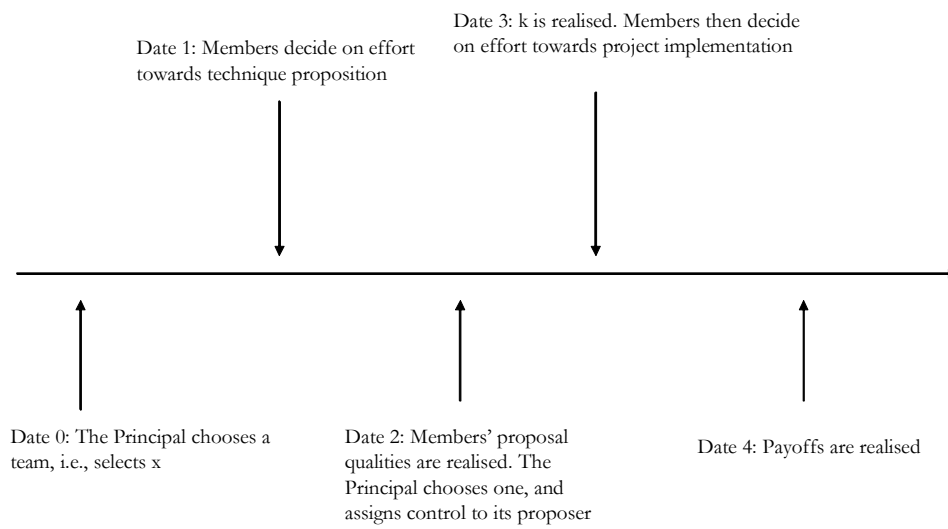 Date 1: Members decide on effort
towards technique proposition
Date 3: k is realised. Members then decide
on effort towards project implementation
Date 0: The Principal chooses a
team, i.e., selects x
Date 2: Members' proposal
qualities are realised. The
Principal chooses one, and
assigns control to its proposer
Date 4: Payoffs are realised